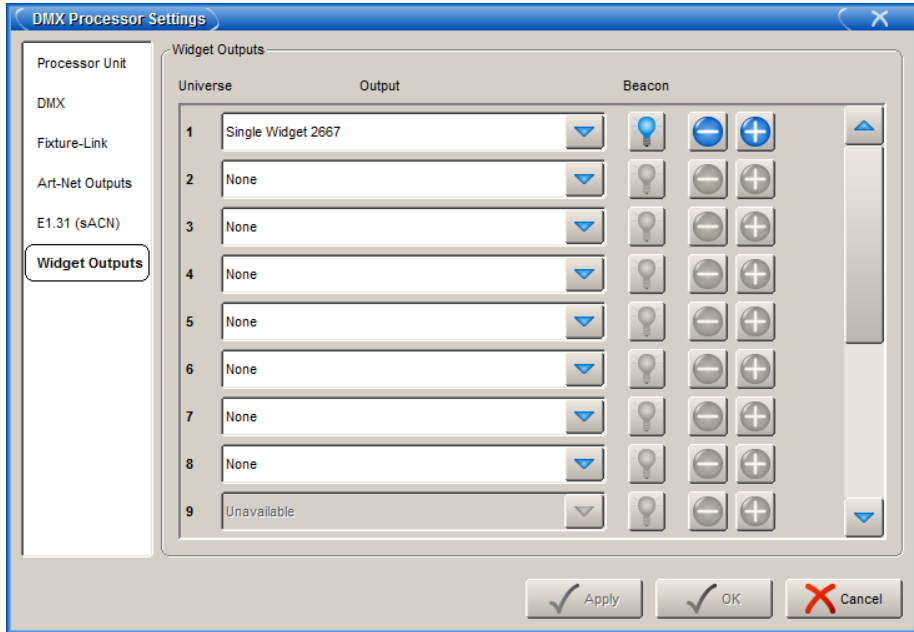 DMX Processor Settings
Processor Unit
DMX
Fixture-Link
Art-Net Outputs
E1.31 (sACN)
Widget Outputs
Widget Outputs
Universe Output Beacon
1 Single Widget 2667
2 None
3 None
4 None
5 None
6 None
7 None
8 None
9 Unavailable
Apply OK Cancel